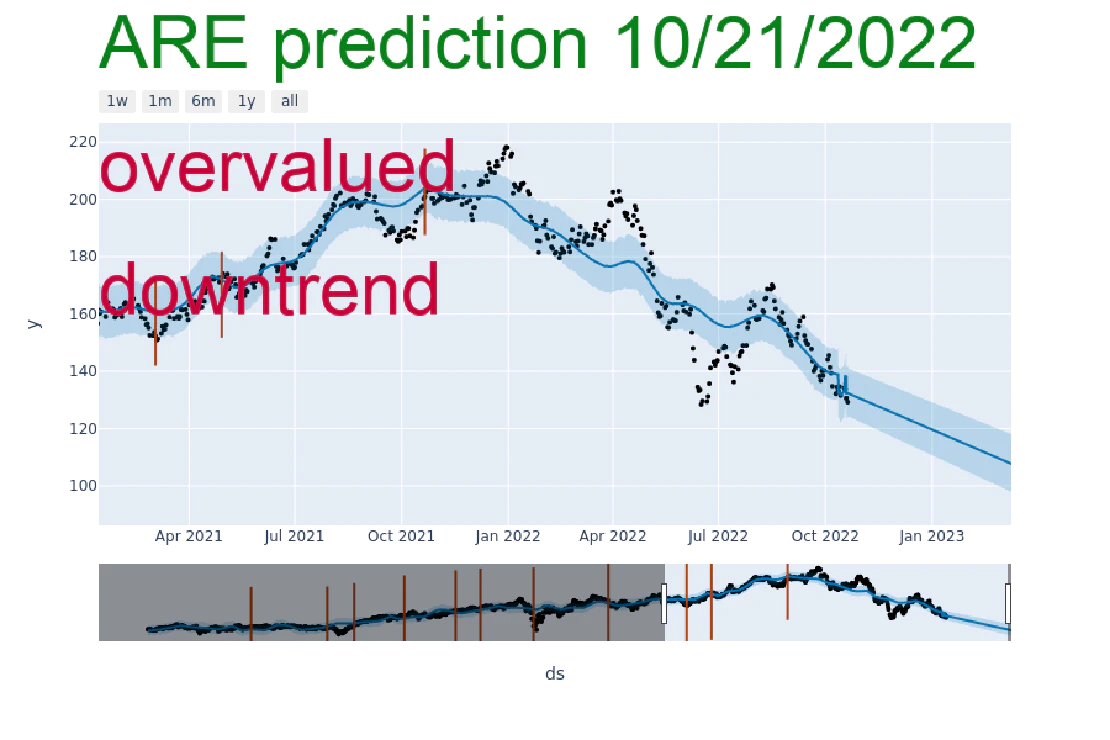 ARE prediction 10/21/2022
1w 1m 6m 1y all
220
overvalued
200
180
downtrend
160
y
140
120
100
Apr 2021 Jul 2021 Oct 2021 Jan 2022 Apr 2022 Jul 2022 Oct 2022 Jan 2023
ds